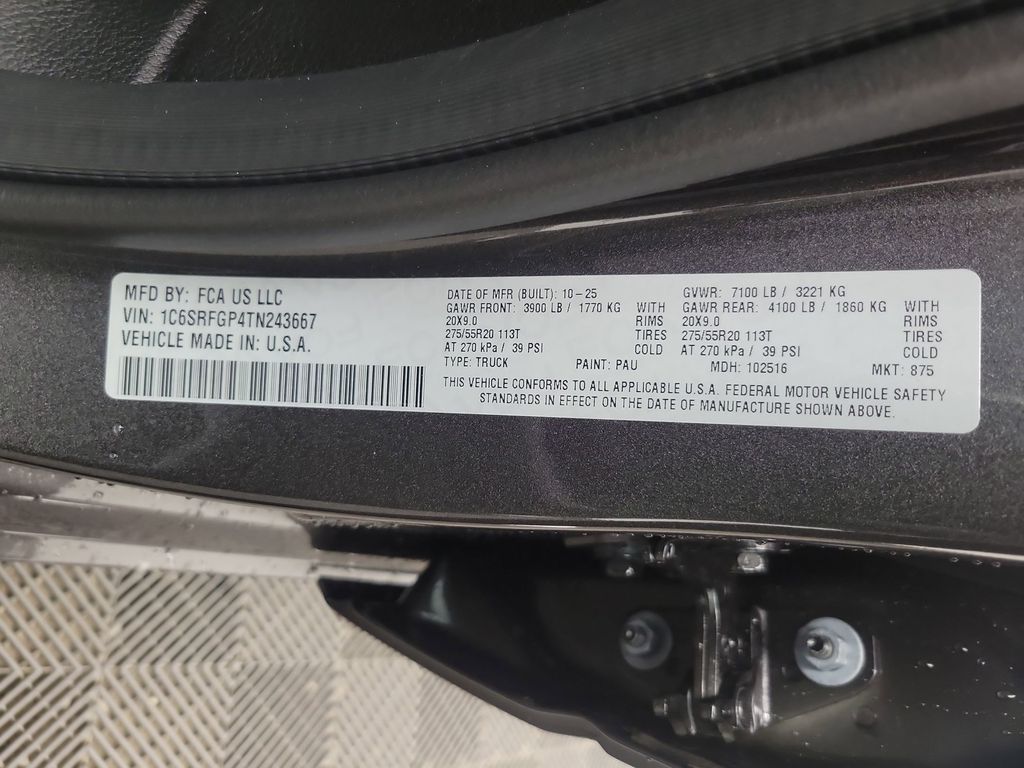 MFD BY: FCA US LLC
VIN: 1C6SRFGP4TN243667
VEHICLE MADE IN: U.S.A.
DATE OF MFR (BUILT): 10-25 GVWR: 7100 LB / 3221 KG
GAWR FRONT: 3900 LB / 1770 KG WITH GAWR REAR: 4100 LB / 1860 KG WITH
20X9.0 RIMS 20X9.0 RIMS
275/55R20 113T TIRES 275/55R20 113T TIRES
AT 270 kPa / 39 PSI COLD AT 270 kPa / 39 PSI COLD
TYPE: TRUCK PAINT: PAU MDH: 102516 MKT: 875
THIS VEHICLE CONFORMS TO ALL APPLICABLE U.S.A. FEDERAL MOTOR VEHICLE SAFETY
STANDARDS IN EFFECT ON THE DATE OF MANUFACTURE SHOWN ABOVE.